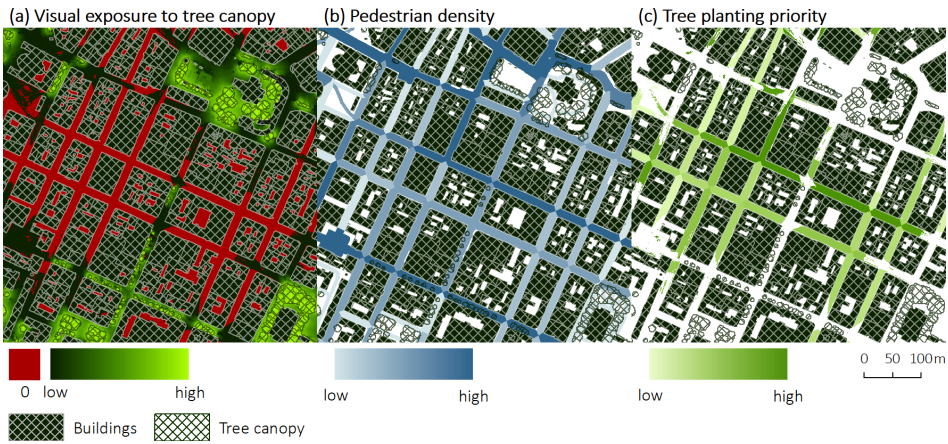 (a) Visual exposure to tree canopy
(b) Pedestrian density
(c) Tree planting priority
0 low high
low high
low high
0 50 100m
Buildings
Tree canopy